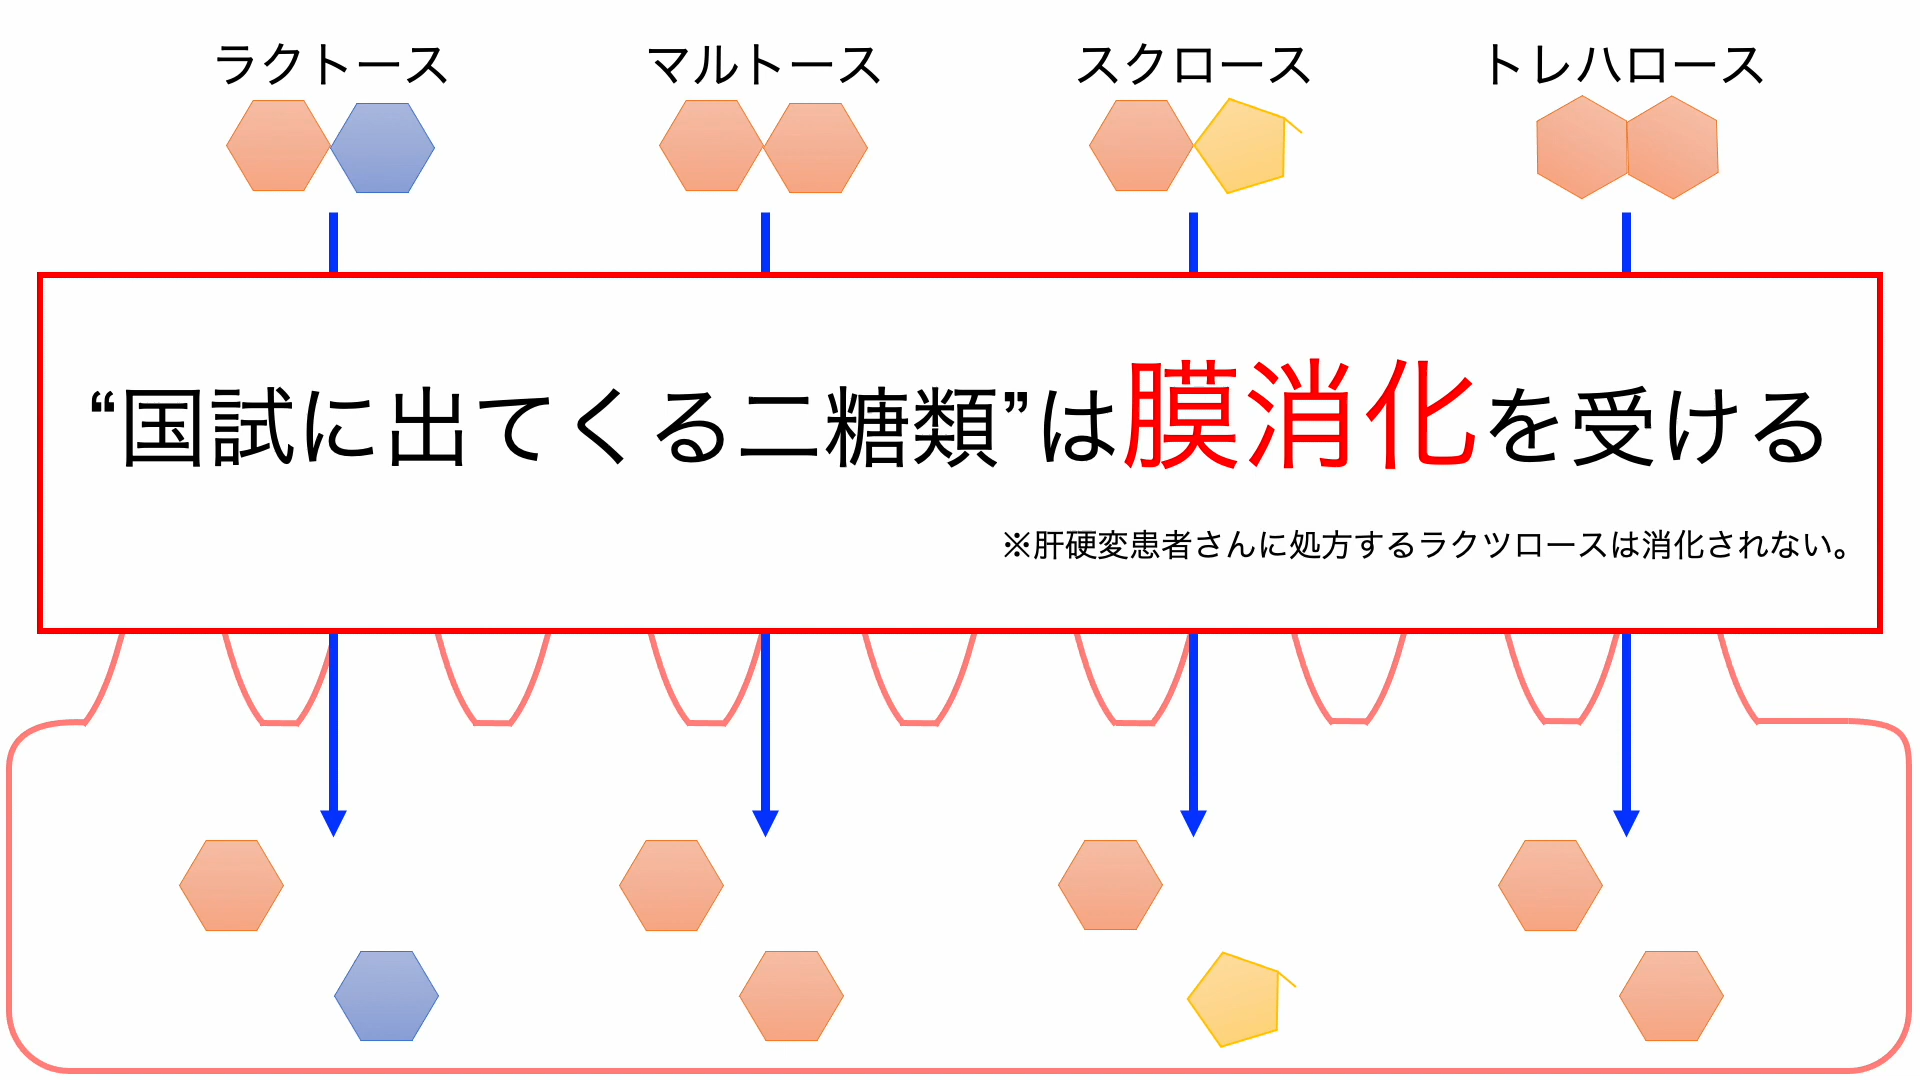 ラクトース
マルトース
スクロース
トレハロース
“国試に出てくる二糖類”は膜消化を受ける
※肝硬変患者さんに処方するラクツロースは消化されない。